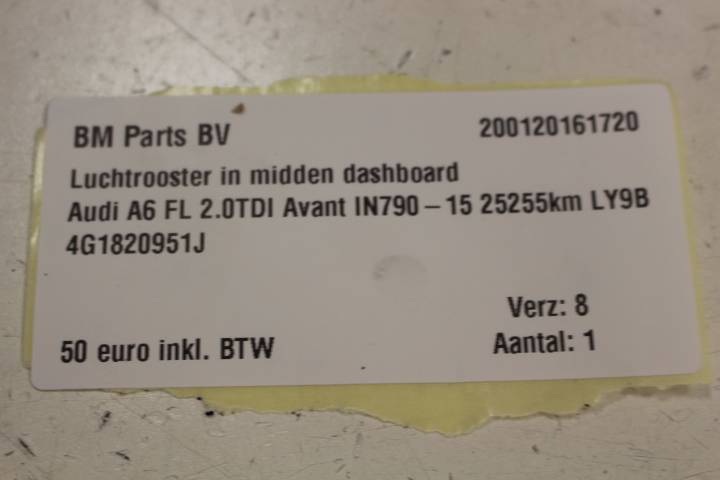 BM Parts BV 200120161720
Luchtrooster in midden dashboard
Audi A6 FL 2.0TDI Avant IN790 – 15 25255km LY9B
4G1820951J
Verz: 8
50 euro inkl. BTW Aantal: 1